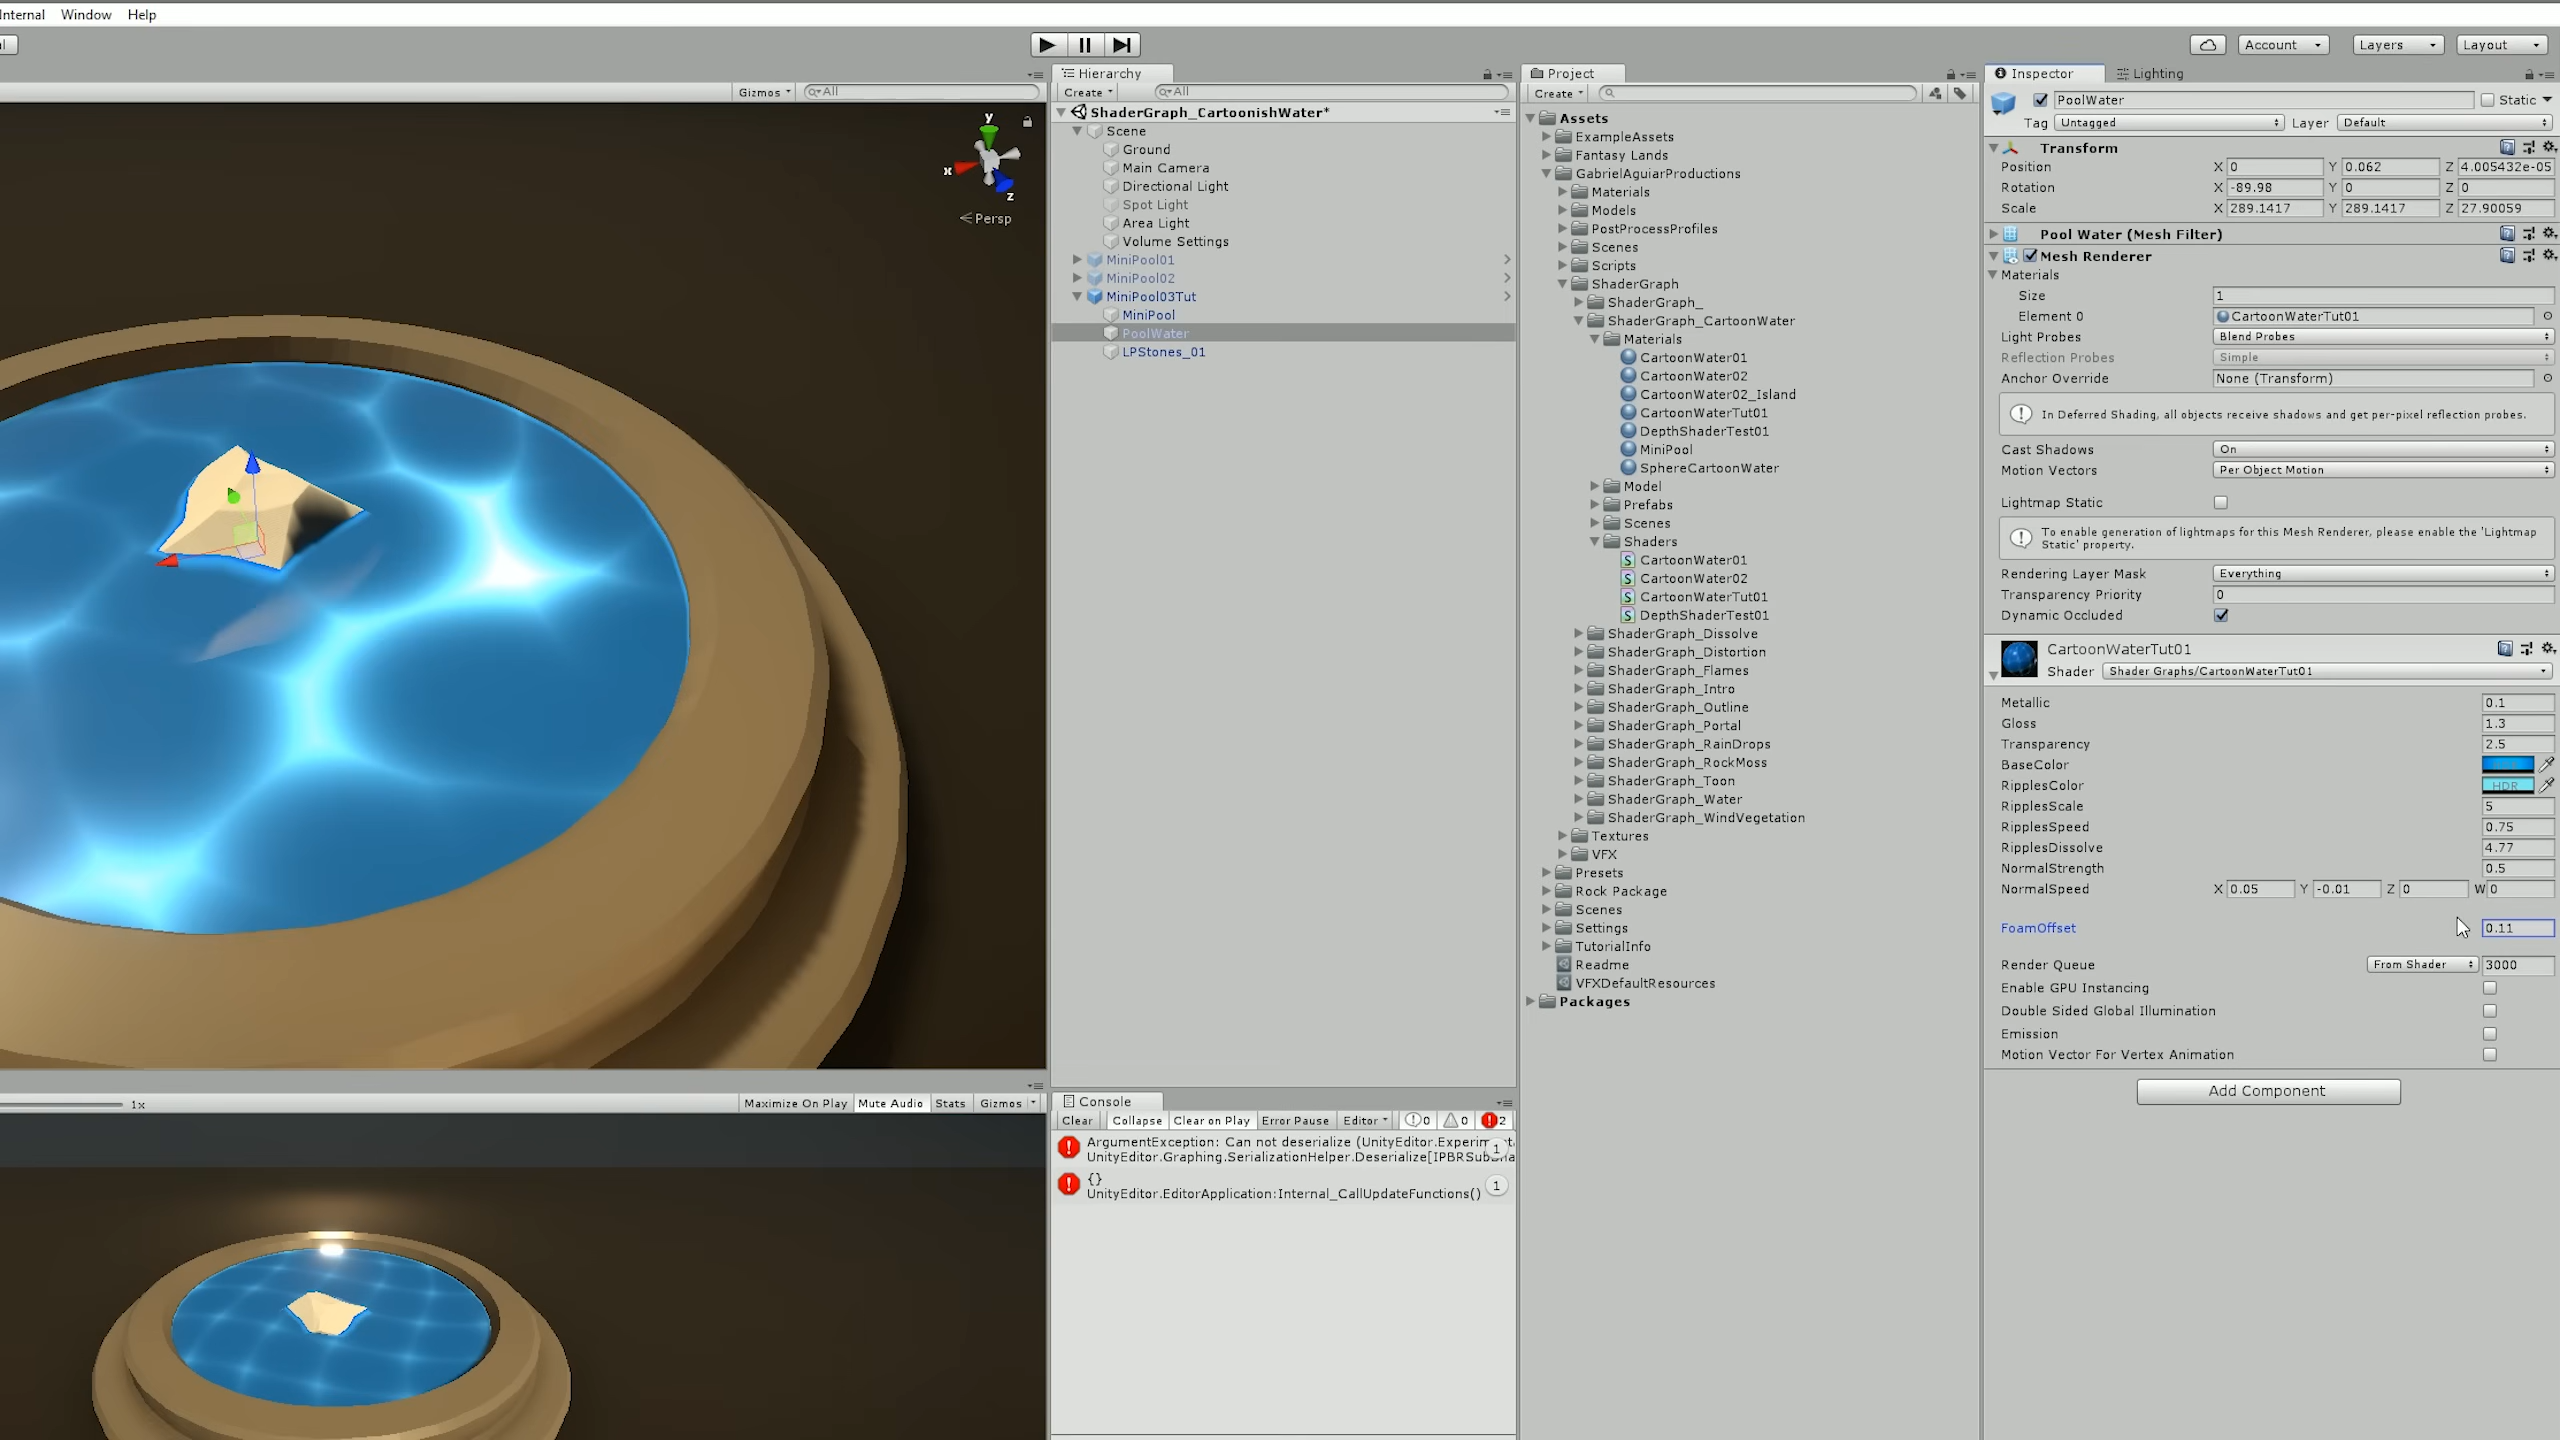 Internal Window Help
Account
Layers
Layout
Gizmos
All
y
x
z
Persp
1x
Maximize On Play
Mute Audio
Stats
Gizmos
Hierarchy
Create
All
ShaderGraph_CartoonishWater*
Scene
Ground
Main Camera
Directional Light
Spot Light
Area Light
Volume Settings
MiniPool01
MiniPool02
MiniPool03Tut
MiniPool
PoolWater
LPStones_01
Console
Clear
Collapse
Clear on Play
Error Pause
Editor
0
0
2
ArgumentException: Can not deserialize (UnityEditor.Experiment
UnityEditor.Graphing.SerializationHelper.Deserialize[IPBRSub
1
{}
UnityEditor.EditorApplication:Internal_CallUpdateFunctions()
1
Project
Create
Assets
ExampleAssets
Fantasy Lands
GabrielAguiarProductions
Materials
Models
PostProcessProfiles
Scenes
Scripts
ShaderGraph
ShaderGraph_
ShaderGraph_CartoonWater
Materials
CartoonWater01
CartoonWater02
CartoonWater02_Island
CartoonWaterTut01
DepthShaderTest01
MiniPool
SphereCartoonWater
Model
Prefabs
Scenes
Shaders
CartoonWater01
CartoonWater02
CartoonWaterTut01
DepthShaderTest01
ShaderGraph_Dissolve
ShaderGraph_Distortion
ShaderGraph_Flames
ShaderGraph_Intro
ShaderGraph_Outline
ShaderGraph_Portal
ShaderGraph_RainDrops
ShaderGraph_RockMoss
ShaderGraph_Toon
ShaderGraph_Water
ShaderGraph_WindVegetation
Textures
VFX
Presets
Rock Package
Scenes
Settings
TutorialInfo
Readme
VFXDefaultResources
Packages
Inspector
Lighting
PoolWater
Static
Tag Untagged Layer Default
Transform
Position X 0 Y 0.062 Z 4.005432e-05
Rotation X -89.98 Y 0 Z 0
Scale X 289.1417 Y 289.1417 Z 27.90059
Pool Water (Mesh Filter)
Mesh Renderer
Materials
Size 1
Element 0 CartoonWaterTut01
Light Probes Blend Probes
Reflection Probes Simple
Anchor Override None (Transform)
In Deferred Shading, all objects receive shadows and get per-pixel reflection probes.
Cast Shadows On
Motion Vectors Per Object Motion
Lightmap Static
To enable generation of lightmaps for this Mesh Renderer, please enable the 'Lightmap
Static' property.
Rendering Layer Mask Everything
Transparency Priority 0
Dynamic Occluded
CartoonWaterTut01
Shader Shader Graphs/CartoonWaterTut01
Metallic 0.1
Gloss 1.3
Transparency 2.5
BaseColor
RipplesColor HDR
RipplesScale 5
RipplesSpeed 0.75
RipplesDissolve 4.77
NormalStrength 0.5
NormalSpeed X 0.05 Y -0.01 Z 0 W 0
FoamOffset 0.11
Render Queue From Shader 3000
Enable GPU Instancing
Double Sided Global Illumination
Emission
Motion Vector For Vertex Animation
Add Component